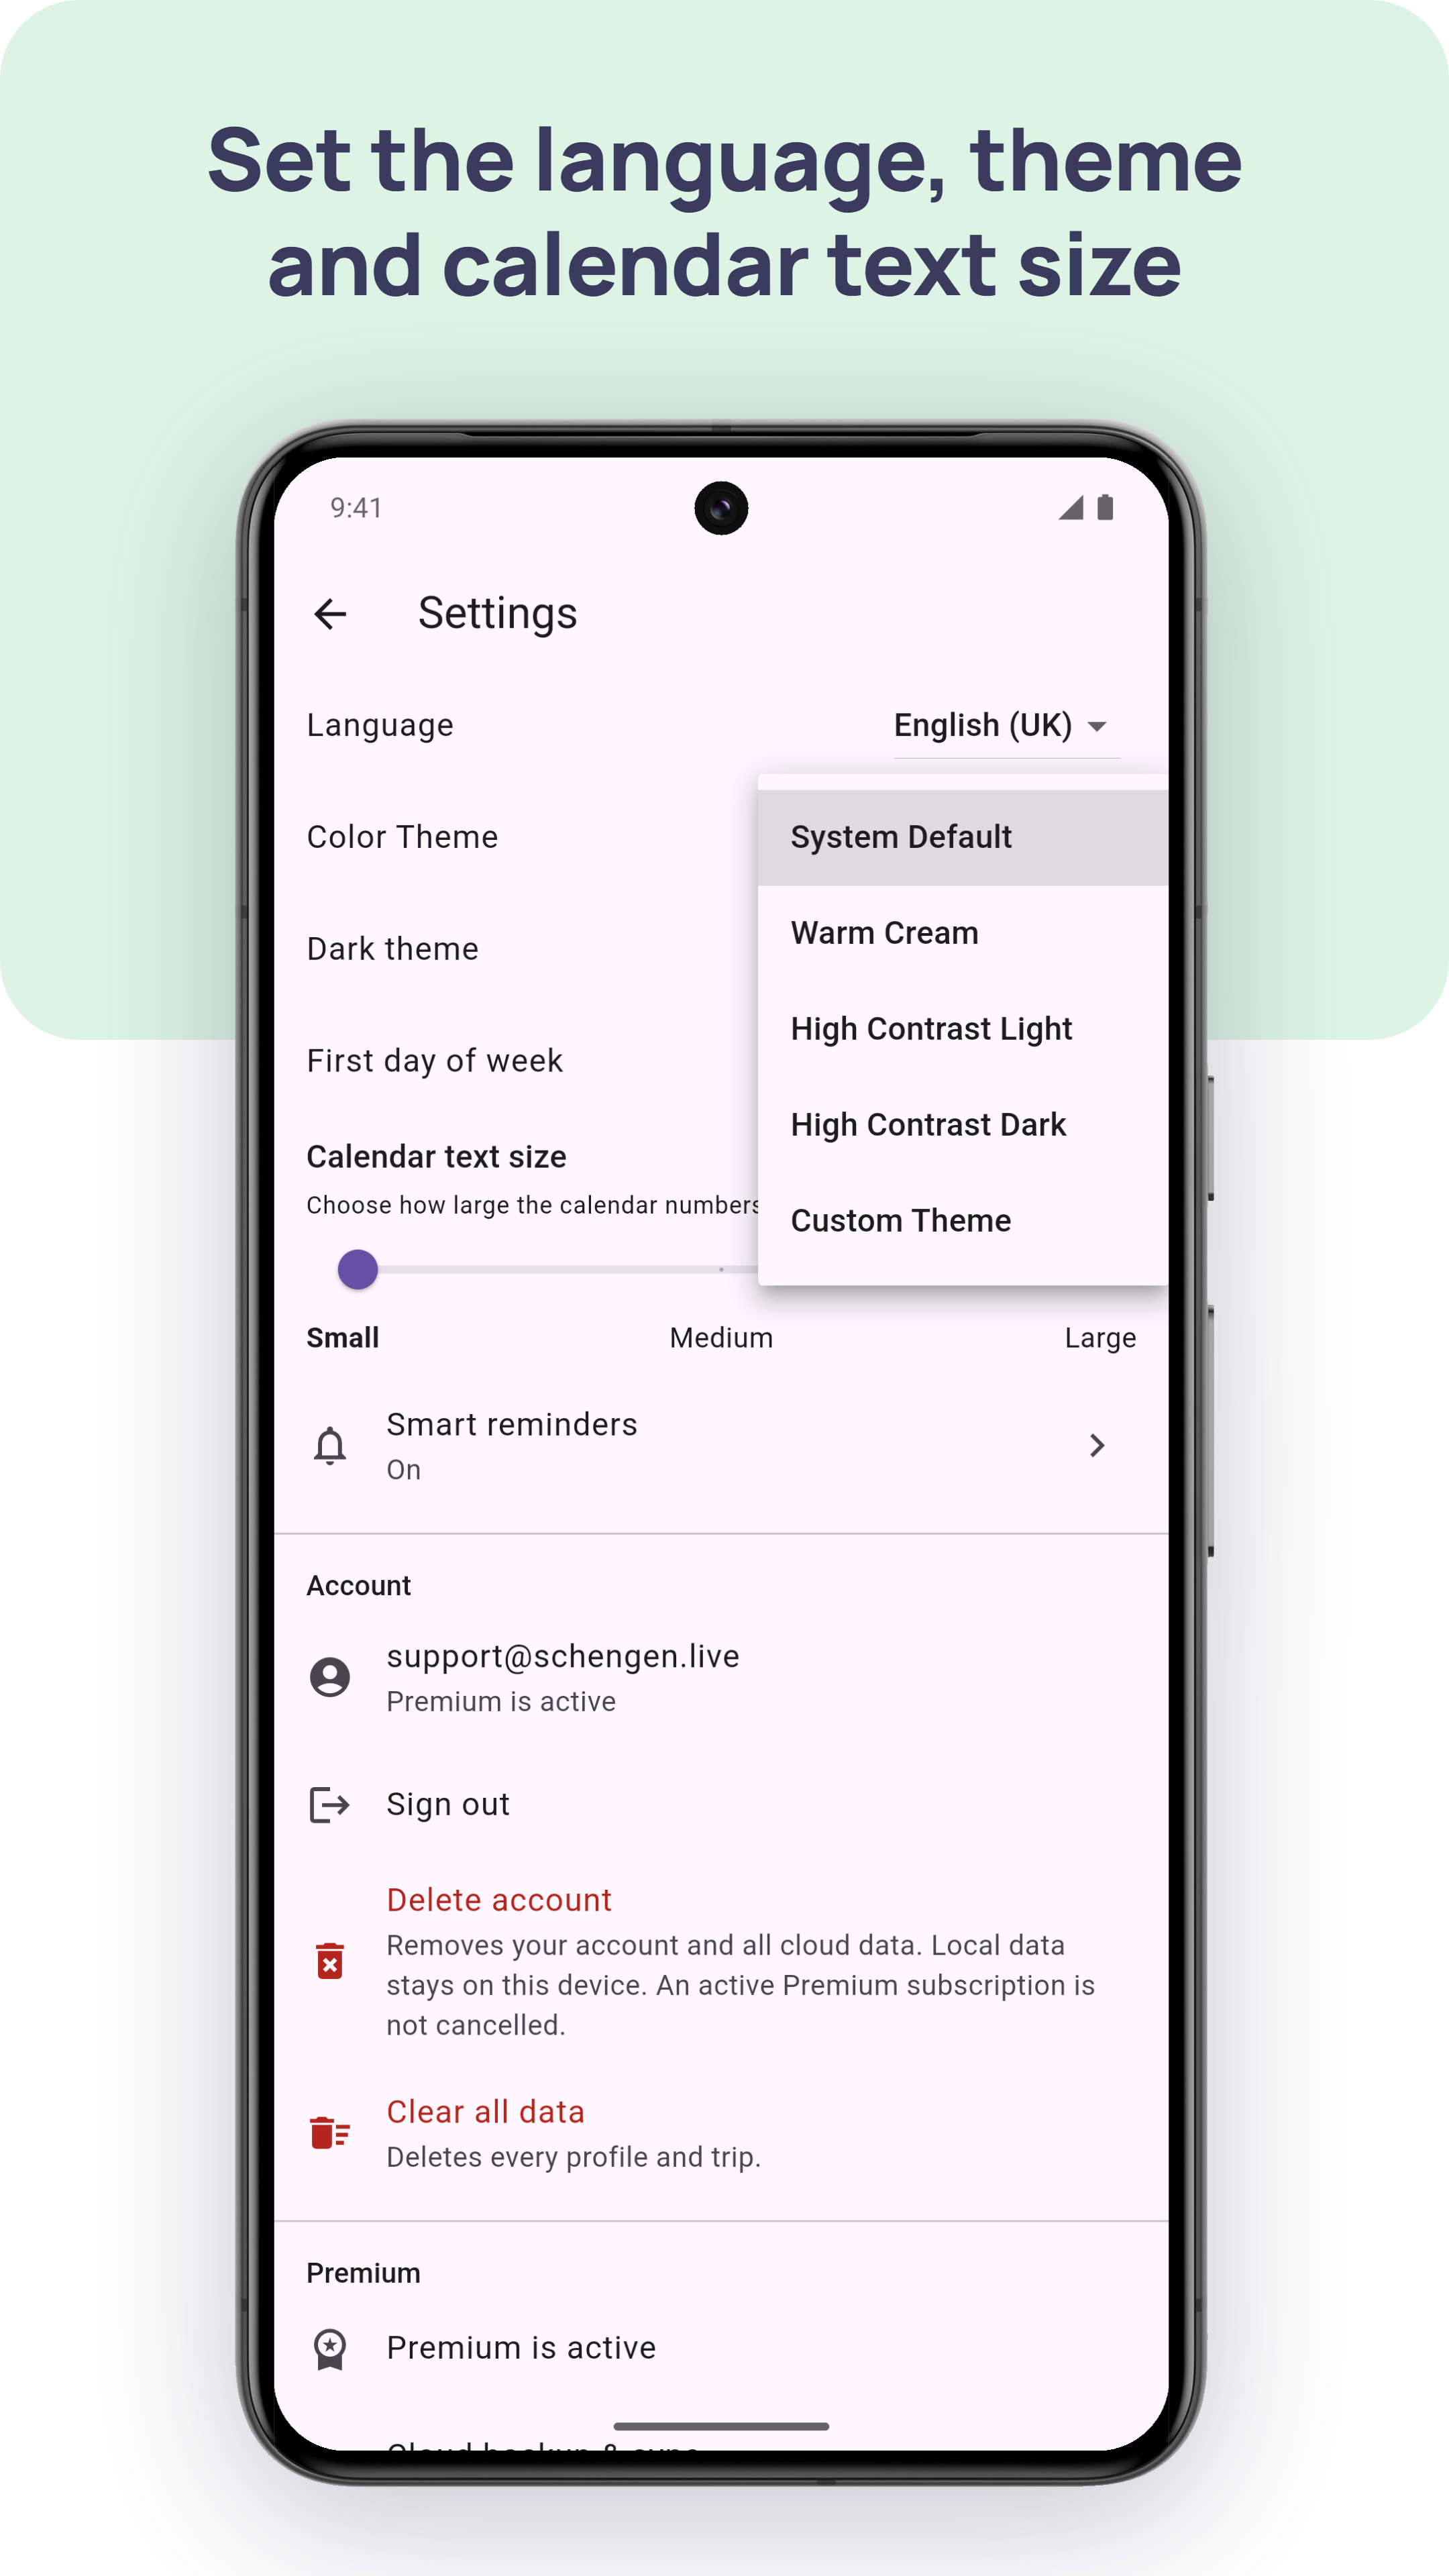 Set the language, theme
and calendar text size
9:41
Settings
Language
English (UK)
Color Theme
System Default
Warm Cream
High Contrast Light
High Contrast Dark
Custom Theme
Dark theme
First day of week
Calendar text size
Choose how large the calendar numbers
Small
Medium
Large
Smart reminders
On
Account
support@schengen.live
Premium is active
Sign out
Delete account
Removes your account and all cloud data. Local data
stays on this device. An active Premium subscription is
not cancelled.
Clear all data
Deletes every profile and trip.
Premium
Premium is active
Cloud backup & sync